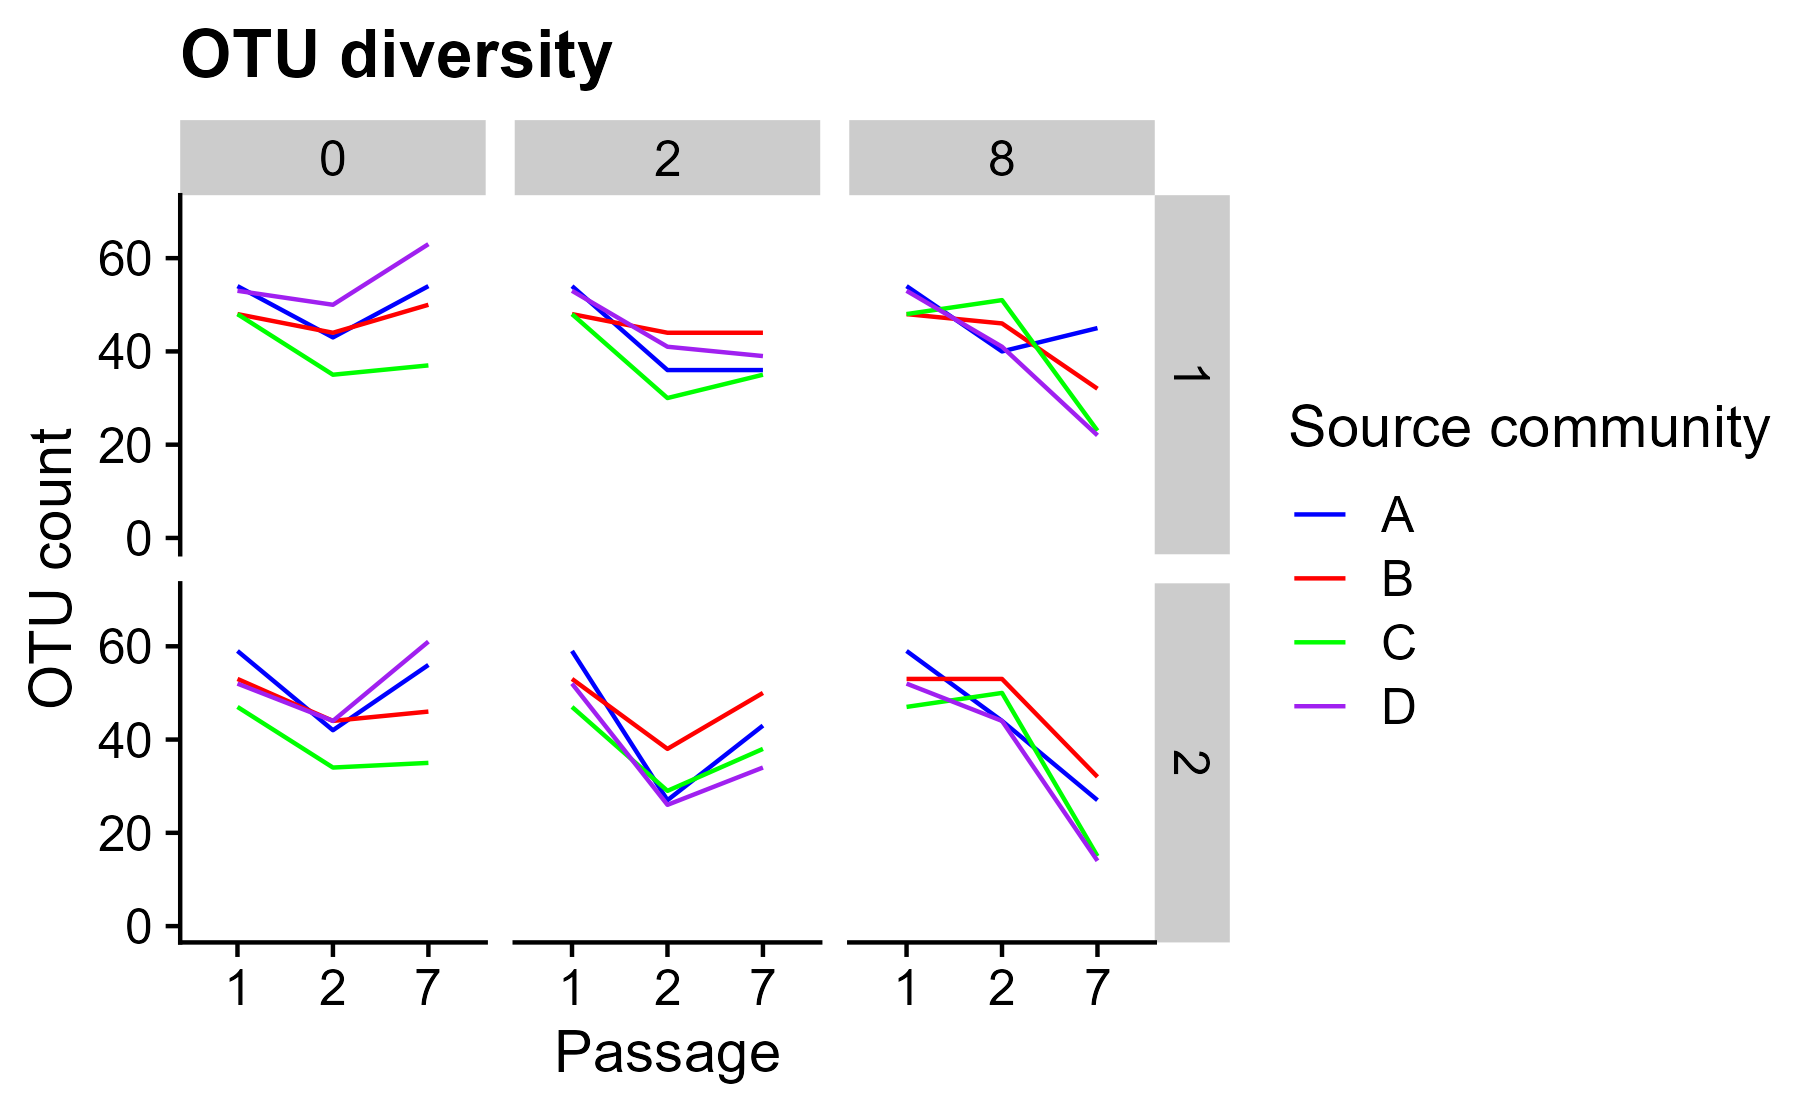 OTU diversity
0 2 8
60
40
20
0
1
60
40
20
0
2
OTU count
1 2 7 1 2 7 1 2 7
Passage
Source community
A
B
C
D